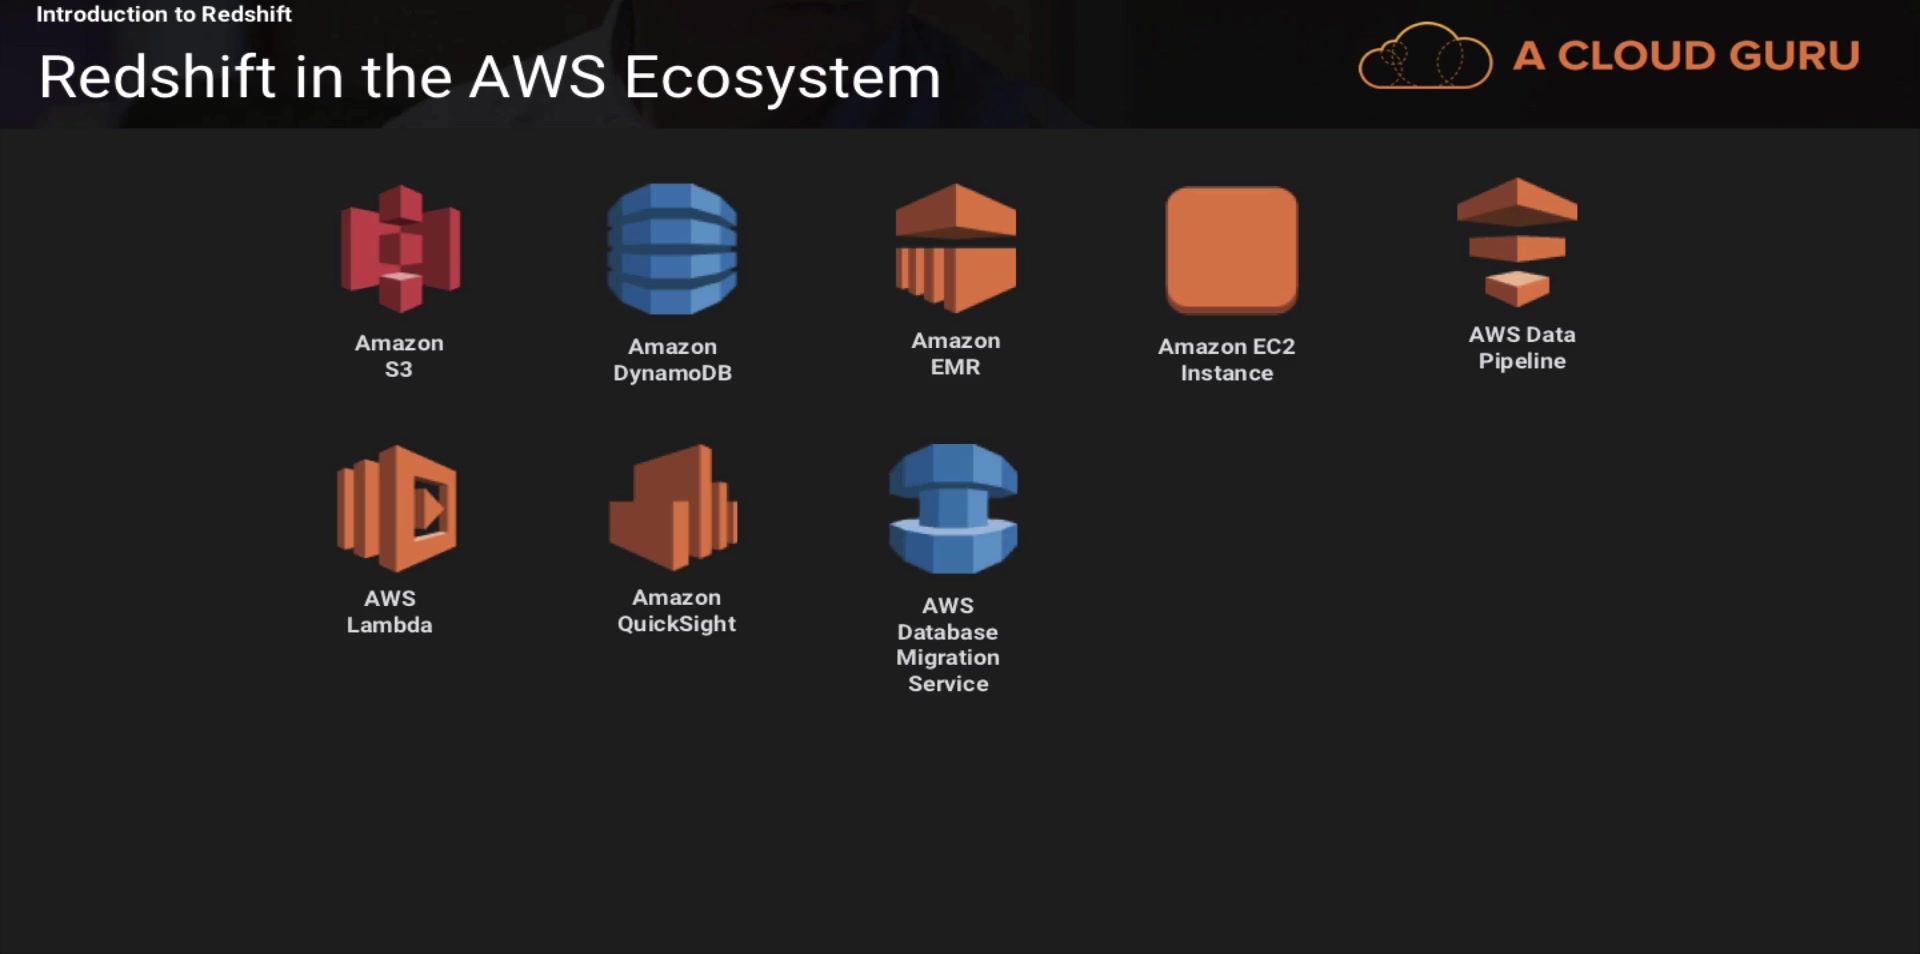 Introduction to Redshift
Redshift in the AWS Ecosystem
A CLOUD GURU
Amazon
S3
Amazon
DynamoDB
Amazon
EMR
Amazon EC2
Instance
AWS Data
Pipeline
AWS
Lambda
Amazon
QuickSight
AWS
Database
Migration
Service